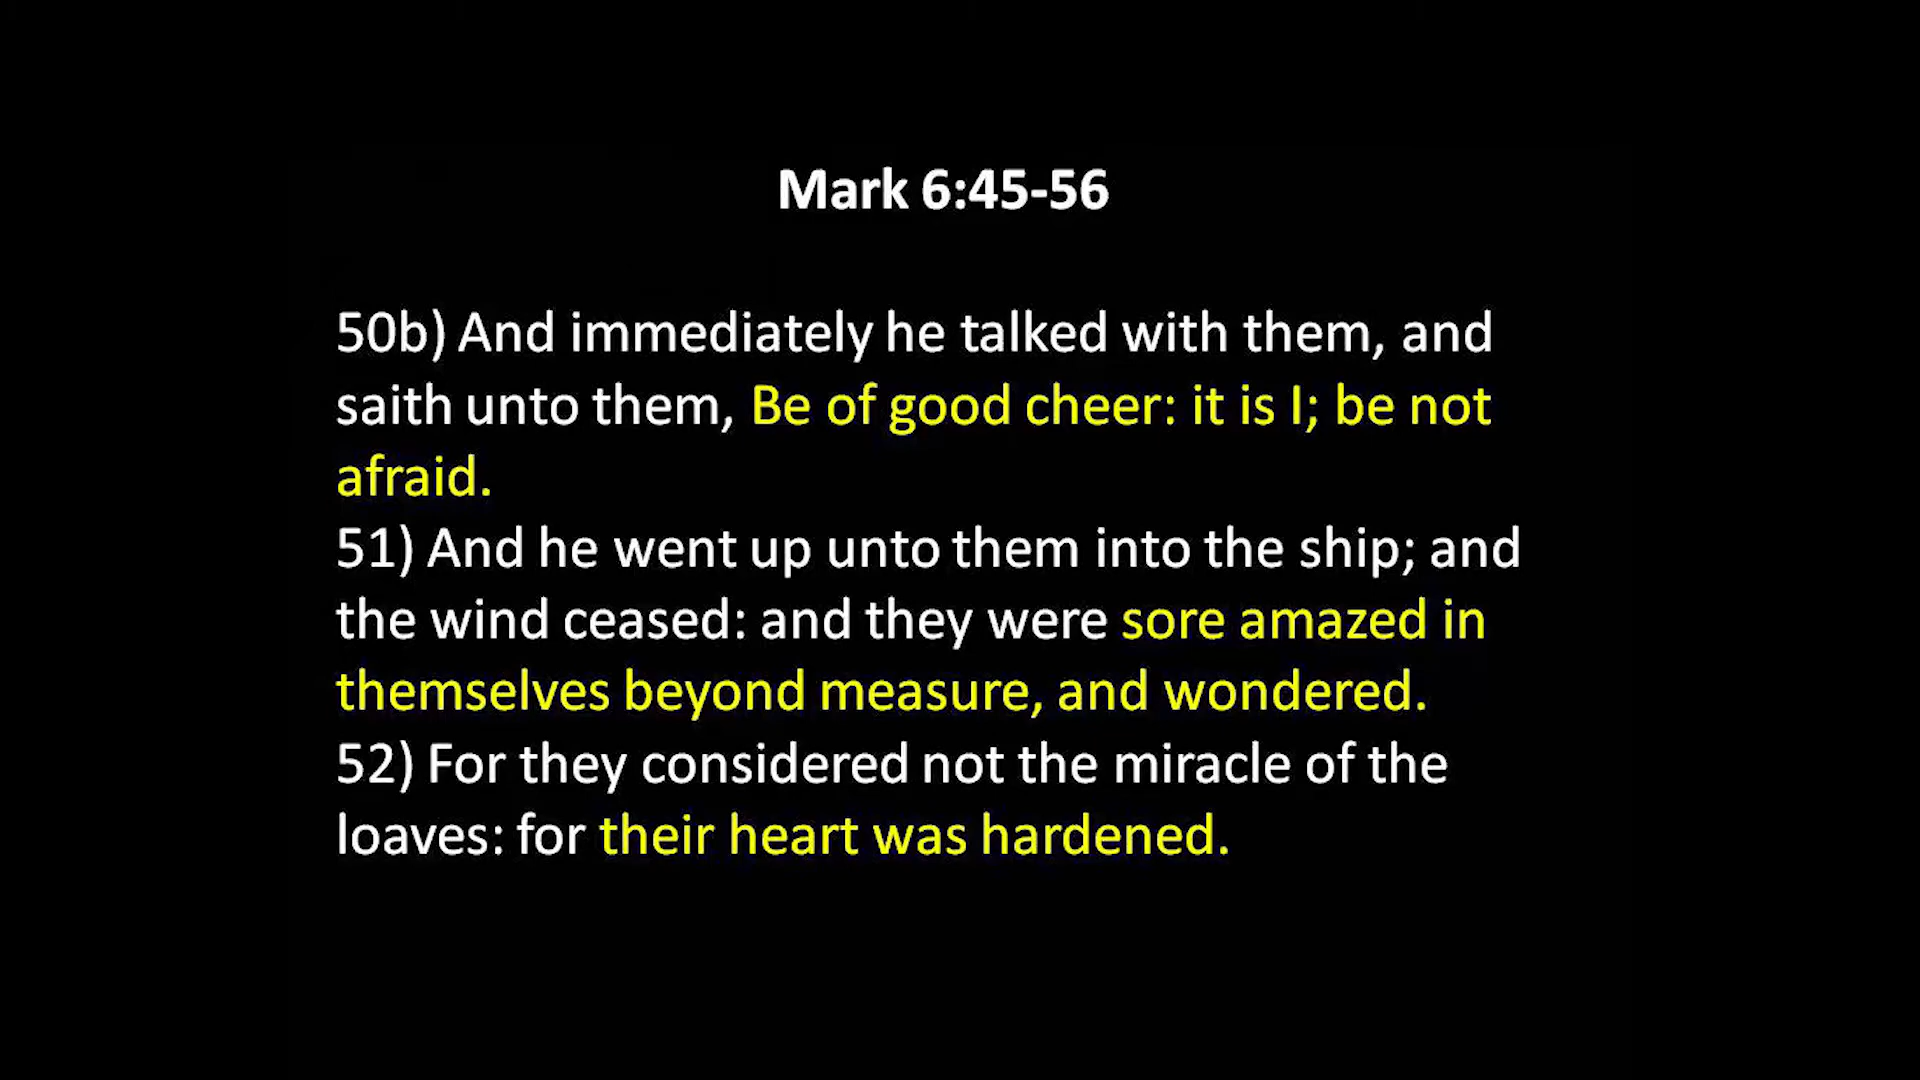 Mark 6:45-56
50b) And immediately he talked with them, and
saith unto them, Be of good cheer: it is I; be not
afraid.
51) And he went up unto them into the ship; and
the wind ceased: and they were sore amazed in
themselves beyond measure, and wondered.
52) For they considered not the miracle of the
loaves: for their heart was hardened.